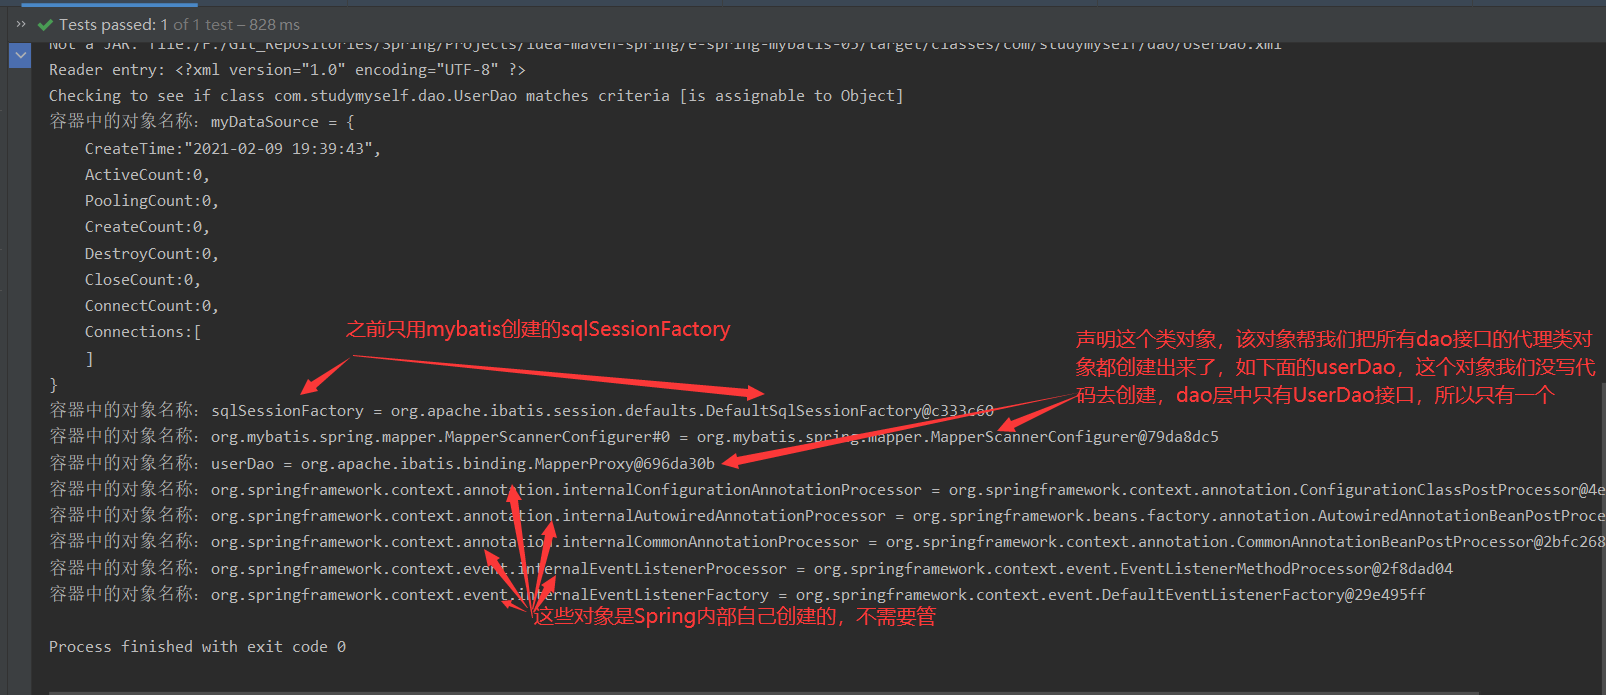 Tests passed: 1 of 1 test – 828 ms
Not a JAR: file:/F:/Git_Repositories/Spring/Projects/idea-maven-spring/e-spring-mybatis-05/target/classes/com/studymyself/dao/UserDao.xml
Reader entry: <?xml version="1.0" encoding="UTF-8" ?>
Checking to see if class com.studymyself.dao.UserDao matches criteria [is assignable to Object]
容器中的对象名称：myDataSource = {
CreateTime:"2021-02-09 19:39:43",
ActiveCount:0,
PoolingCount:0,
CreateCount:0,
DestroyCount:0,
CloseCount:0,
ConnectCount:0,
Connections:[
]
}
之前只用mybatis创建的sqlSessionFactory
声明这个类对象，该对象帮我们把所有dao接口的代理类对
象都创建出来了，如下面的userDao，这个对象我们没写代
码去创建，dao层中只有UserDao接口，所以只有一个
容器中的对象名称：sqlSessionFactory = org.apache.ibatis.session.defaults.DefaultSqlSessionFactory@c333c60
容器中的对象名称：org.mybatis.spring.mapper.MapperScannerConfigurer#0 = org.mybatis.spring.mapper.MapperScannerConfigurer@79da8dc5
容器中的对象名称：userDao = org.apache.ibatis.binding.MapperProxy@696da30b
容器中的对象名称：org.springframework.context.annotation.internalConfigurationAnnotationProcessor = org.springframework.context.annotation.ConfigurationClassPostProcessor@4e
容器中的对象名称：org.springframework.context.annotation.internalAutowiredAnnotationProcessor = org.springframework.beans.factory.annotation.AutowiredAnnotationBeanPostProce
容器中的对象名称：org.springframework.context.annotation.internalCommonAnnotationProcessor = org.springframework.context.annotation.CommonAnnotationBeanPostProcessor@2bfc268
容器中的对象名称：org.springframework.context.event.internalEventListenerProcessor = org.springframework.context.event.EventListenerMethodProcessor@2f8dad04
容器中的对象名称：org.springframework.context.event.internalEventListenerFactory = org.springframework.context.event.DefaultEventListenerFactory@29e495ff
这些对象是Spring内部自己创建的，不需要管
Process finished with exit code 0